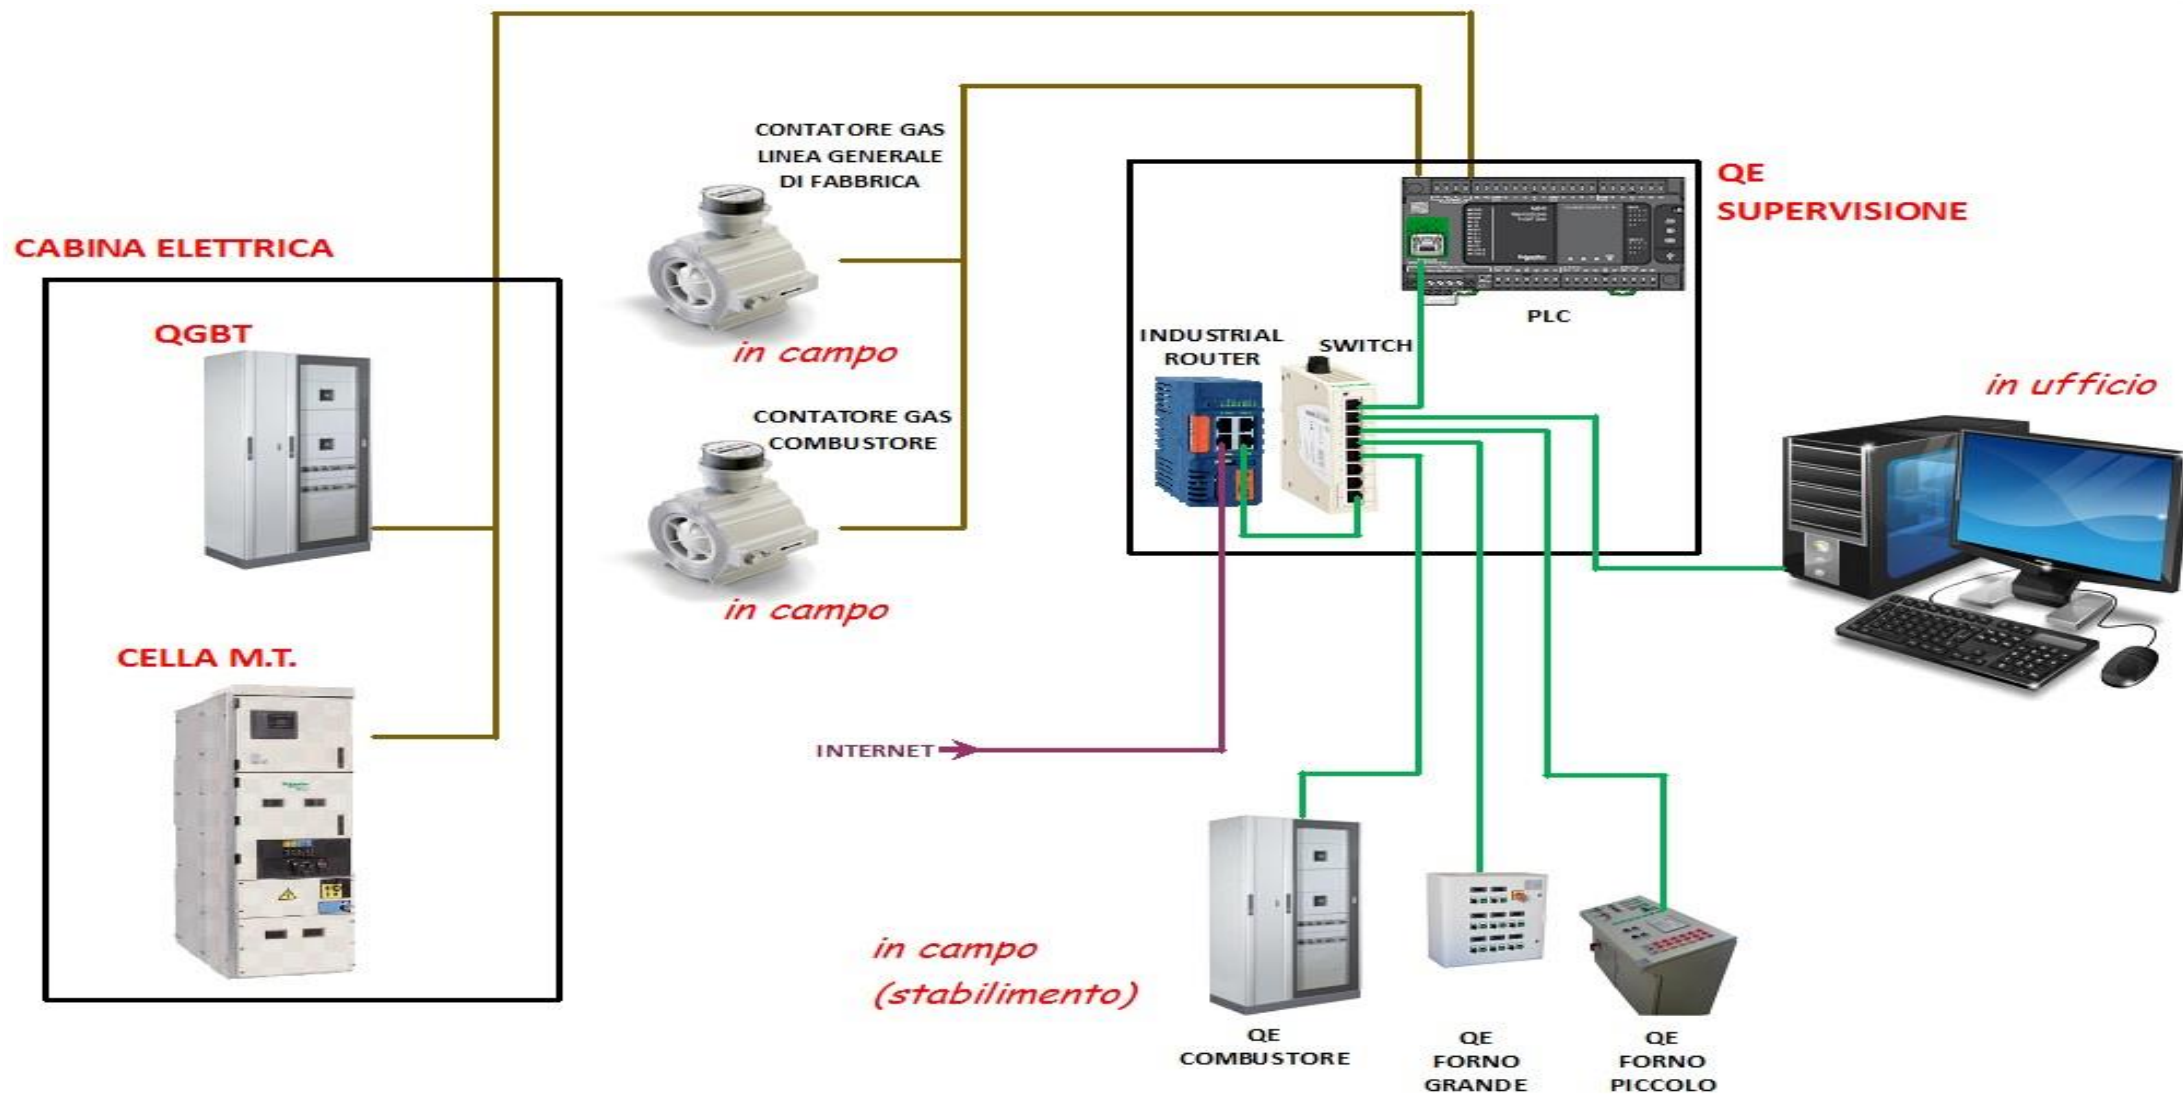 CONTATORE GAS
LINEA GENERALE
DI FABBRICA
in campo
CABINA ELETTRICA
QGBT
CELLA M.T.
CONTATORE GAS
COMBUSTORE
in campo
QE
SUPERVISIONE
PLC
INDUSTRIAL
ROUTER
SWITCH
in ufficio
INTERNET
in campo
(stabilimento)
QE
COMBUSTORE
QE
FORNO
GRANDE
QE
FORNO
PICCOLO